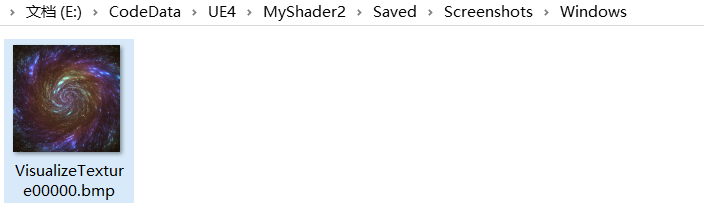 文档 (E:) › CodeData › UE4 › MyShader2 › Saved › Screenshots › Windows
VisualizeTextur
e00000.bmp